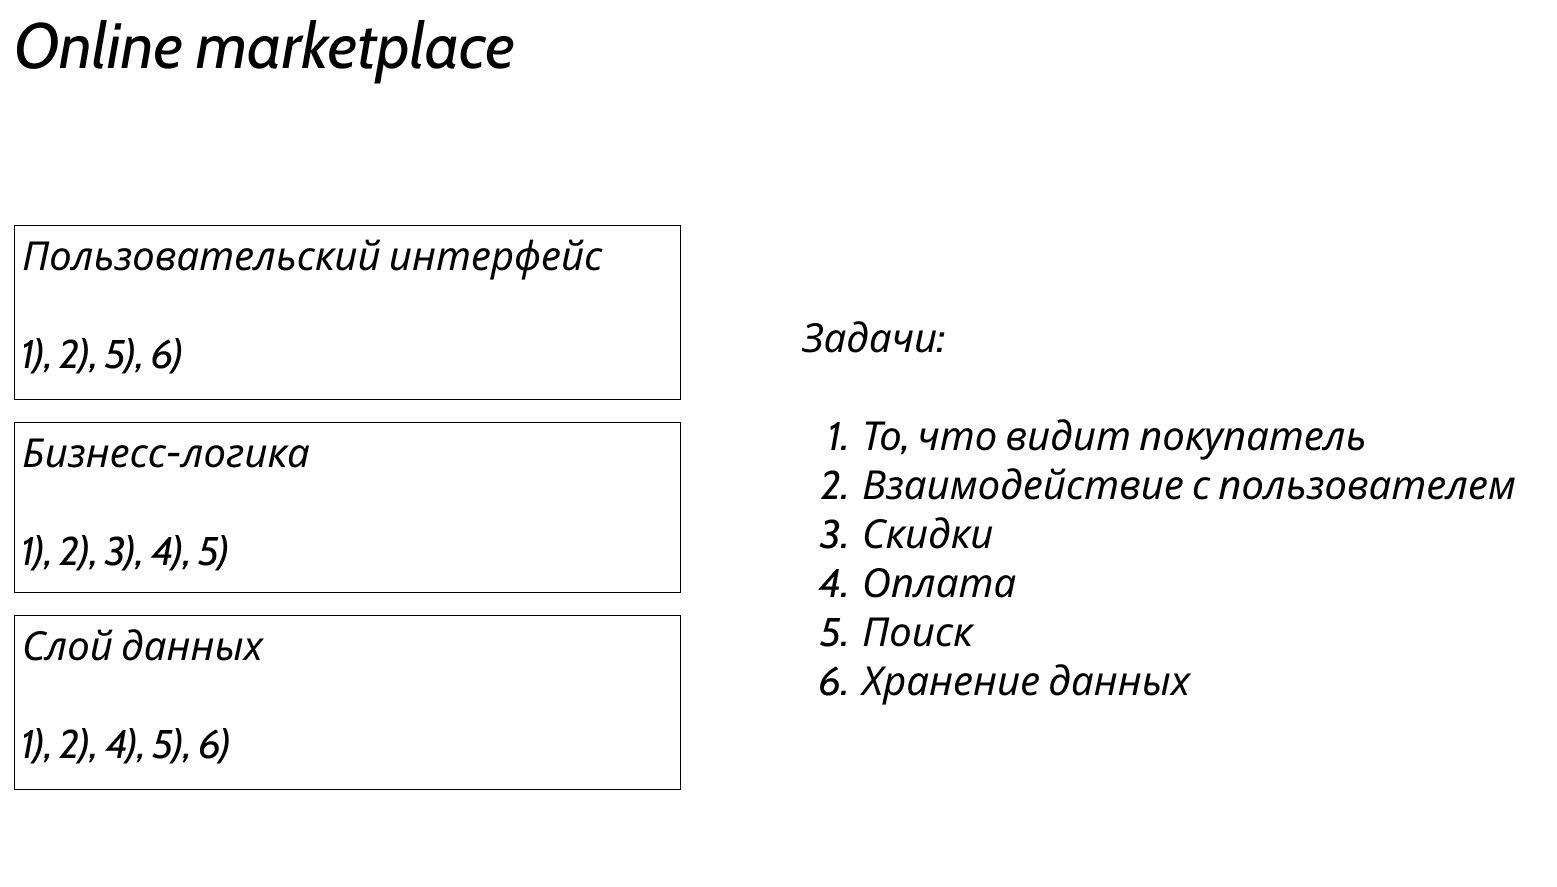 Online marketplace
Пользовательский интерфейс
1), 2), 5), 6)
Бизнесс-логика
1), 2), 3), 4), 5)
Слой данных
1), 2), 4), 5), 6)
Задачи:
1. То, что видит покупатель
2. Взаимодействие с пользователем
3. Скидки
4. Оплата
5. Поиск
6. Хранение данных